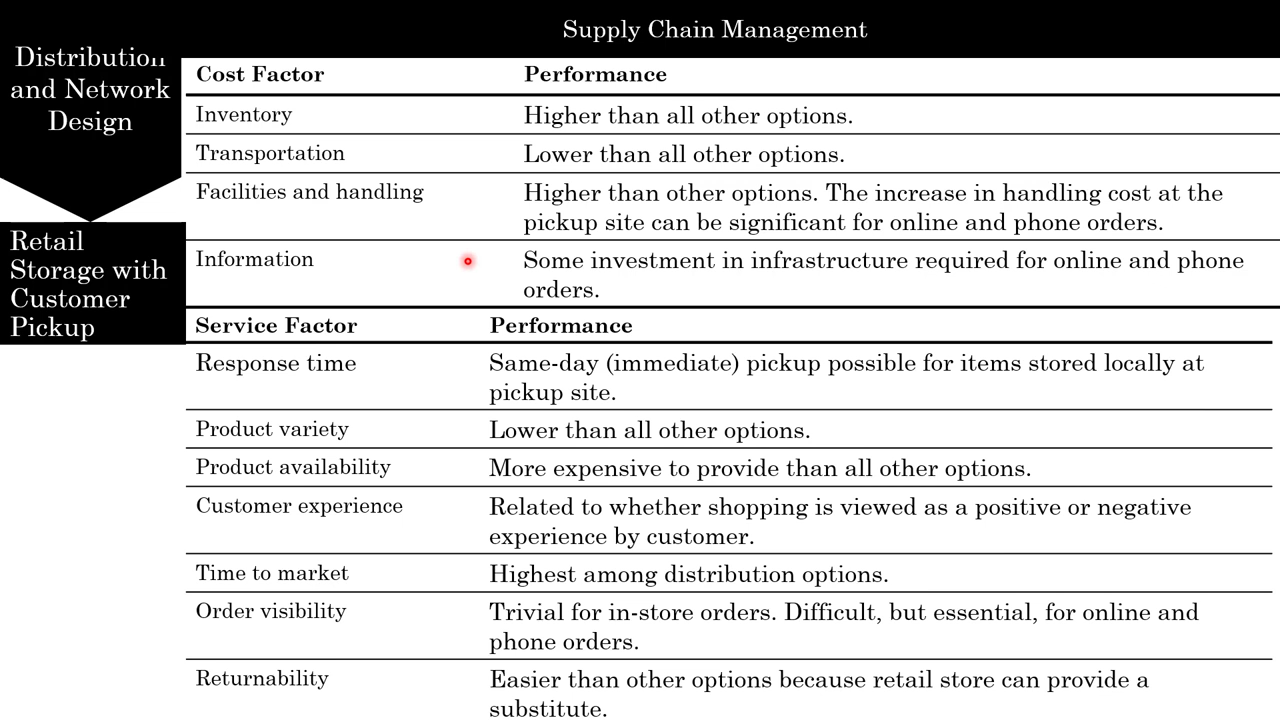 Supply Chain Management
Distribution
and Network
Design
Retail
Storage with
Customer
Pickup
Cost Factor Performance
Inventory Higher than all other options.
Transportation Lower than all other options.
Facilities and handling Higher than other options. The increase in handling cost at the
pickup site can be significant for online and phone orders.
Information Some investment in infrastructure required for online and phone
orders.
Service Factor Performance
Response time Same-day (immediate) pickup possible for items stored locally at
pickup site.
Product variety Lower than all other options.
Product availability More expensive to provide than all other options.
Customer experience Related to whether shopping is viewed as a positive or negative
experience by customer.
Time to market Highest among distribution options.
Order visibility Trivial for in-store orders. Difficult, but essential, for online and
phone orders.
Returnability Easier than other options because retail store can provide a
substitute.